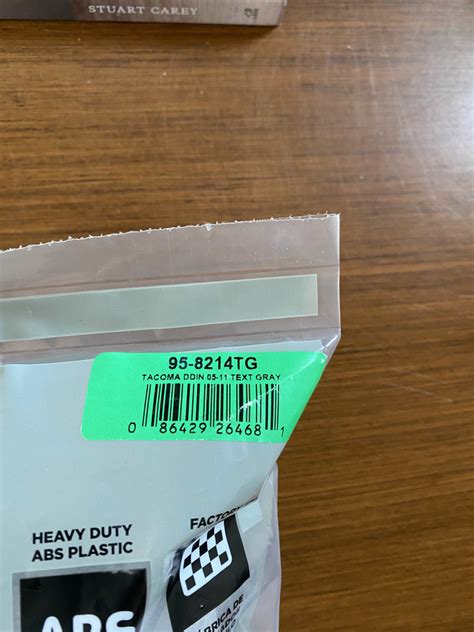 STUART CAREY
95-8214TG
TACOMA DDIN 05-11 TEXT GRAY
0 86429 26468 1
HEAVY DUTY
ABS PLASTIC
ABS